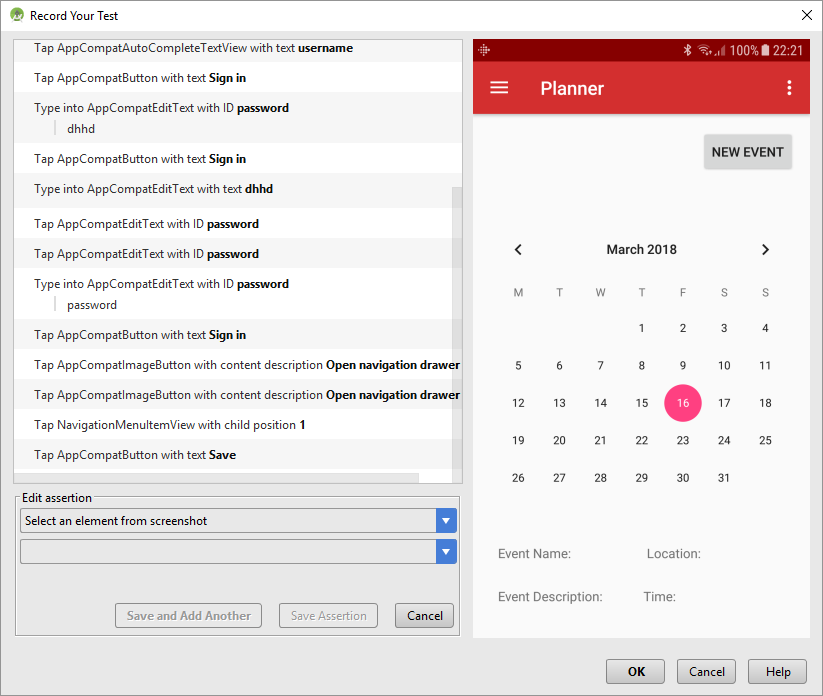 Record Your Test
Tap AppCompatAutoCompleteTextView with text username
Tap AppCompatButton with text Sign in
Type into AppCompatEditText with ID password
dhhd
Tap AppCompatButton with text Sign in
Type into AppCompatEditText with text dhhd
Tap AppCompatEditText with ID password
Tap AppCompatEditText with ID password
Type into AppCompatEditText with ID password
password
Tap AppCompatButton with text Sign in
Tap AppCompatImageButton with content description Open navigation drawer
Tap AppCompatImageButton with content description Open navigation drawer
Tap NavigationMenuItemView with child position 1
Tap AppCompatButton with text Save
Edit assertion
Select an element from screenshot
Save and Add Another Save Assertion Cancel
100% 22:21
Planner
NEW EVENT
March 2018
M T W T F S S
1 2 3 4
5 6 7 8 9 10 11
12 13 14 15 16 17 18
19 20 21 22 23 24 25
26 27 28 29 30 31
Event Name: Location:
Event Description: Time:
OK Cancel Help